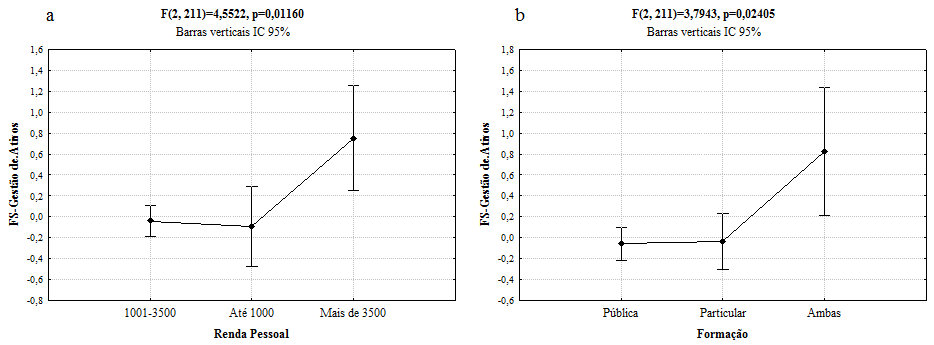 a
F(2, 211)=4,5522, p=0,01160
Barras verticais IC 95%
1,6
1,4
1,2
1,0
0,8
0,6
0,4
0,2
0,0
-0,2
-0,4
-0,6
-0,8
FS-Gestão de.Ativos
1001-3500 Até 1000 Mais de 3500
Renda Pessoal
b
F(2, 211)=3,7943, p=0,02405
Barras verticais IC 95%
1,8
1,6
1,4
1,2
1,0
0,8
0,6
0,4
0,2
0,0
-0,2
-0,4
-0,6
FS-Gestão de.Ativos
Pública Particular Ambas
Formação